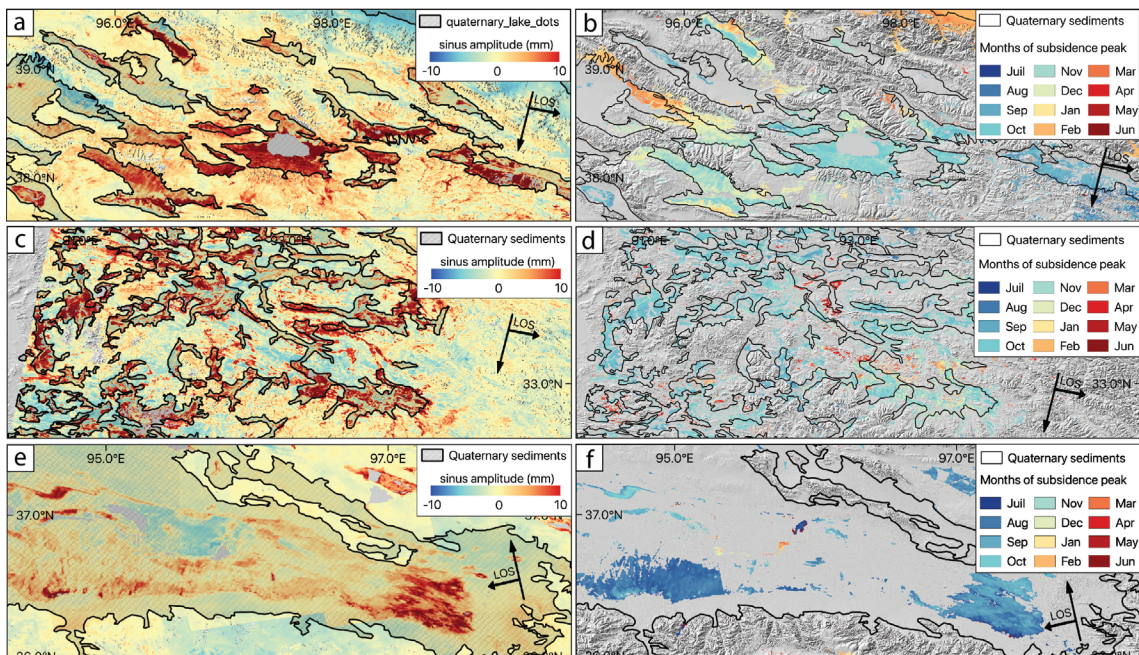 a
96.0°E
98.0°E
39.0°N
38.0°N
quaternary_lake_dots
sinus amplitude (mm)
-10
10
LOS
b
96.0°E
98.0°E
39.0°N
38.0°N
Quaternary sediments
Months of subsidence peak
Juil Nov Mar
Aug Dec Apr
Sep Jan May
Oct Feb Jun
LOS
c
91.0°E
93.0°E
33.0°N
Quaternary sediments
sinus amplitude (mm)
-10
10
LOS
d
91.0°E
93.0°E
33.0°N
Quaternary sediments
Months of subsidence peak
Juil Nov Mar
Aug Dec Apr
Sep Jan May
Oct Feb Jun
LOS
e
95.0°E
97.0°E
37.0°N
Quaternary sediments
sinus amplitude (mm)
-10
10
LOS
f
95.0°E
97.0°E
37.0°N
Quaternary sediments
Months of subsidence peak
Juil Nov Mar
Aug Dec Apr
Sep Jan May
Oct Feb Jun
LOS